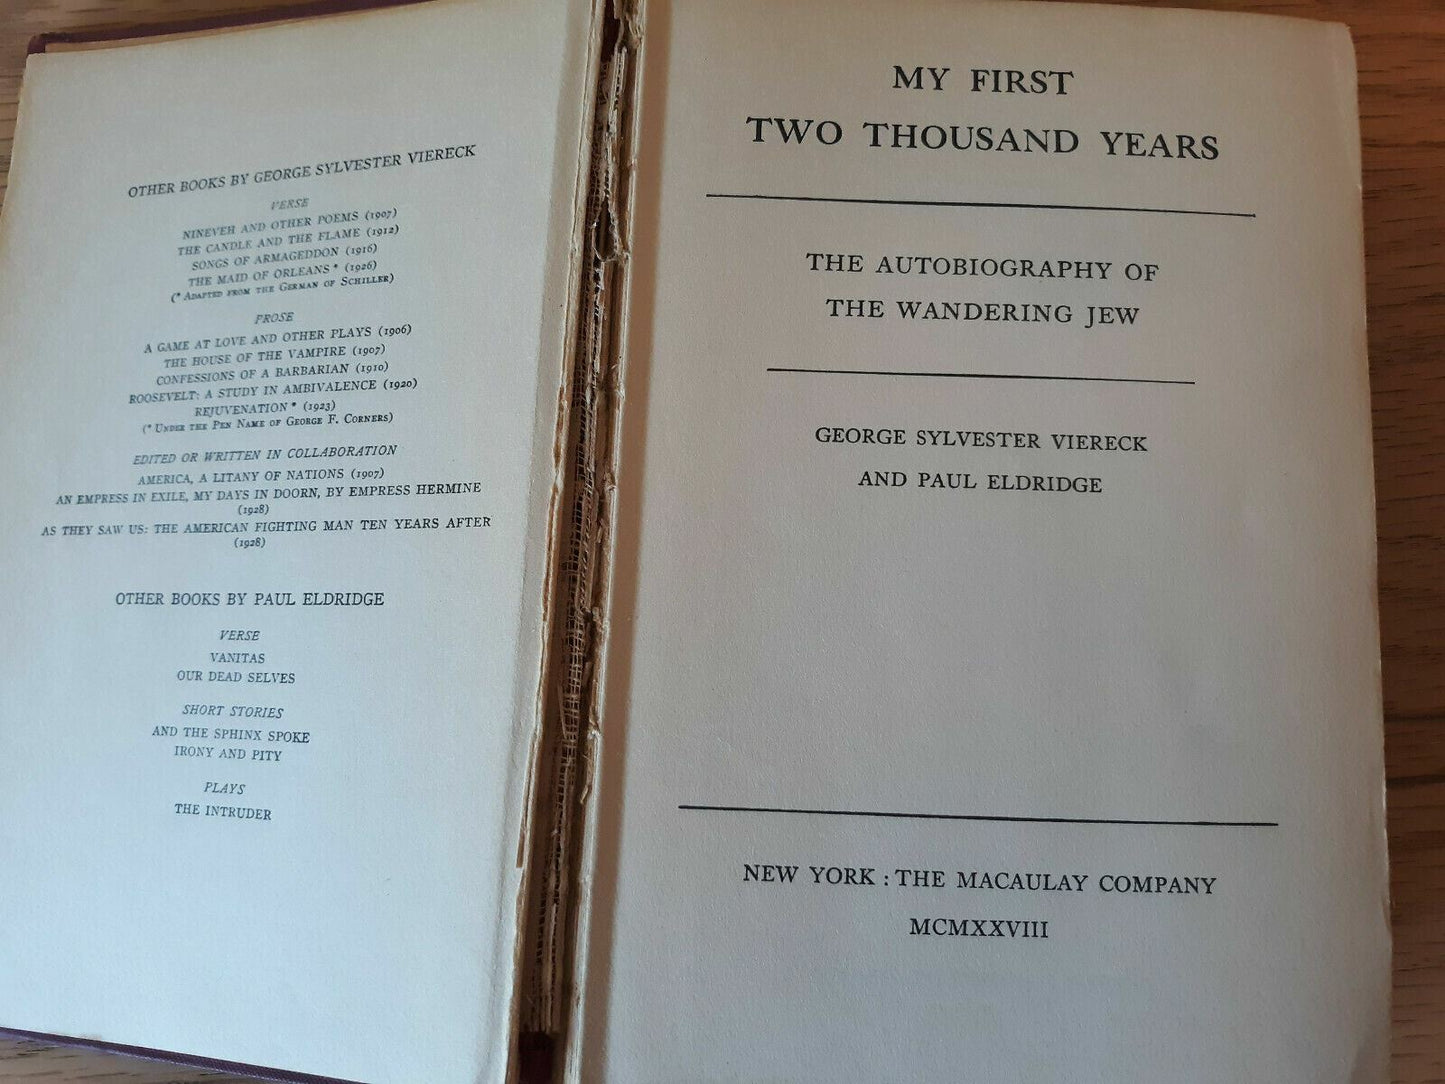 OTHER BOOKS BY GEORGE SYLVESTER VIERECK
VERSE
NINEVEH AND OTHER POEMS (1907)
THE CANDLE AND THE FLAME (1912)
SONGS OF ARMAGEDDON (1916)
THE MAID OF ORLEANS * (1926)
(* ADAPTED FROM THE GERMAN OF SCHILLER)
PROSE
A GAME AT LOVE AND OTHER PLAYS (1906)
THE HOUSE OF THE VAMPIRE (1907)
CONFESSIONS OF A BARBARIAN (1910)
ROOSEVELT: A STUDY IN AMBIVALENCE (1920)
REJUVENATION * (1923)
(* UNDER THE PEN NAME OF GEORGE F. CORNERS)
EDITED OR WRITTEN IN COLLABORATION
AMERICA, A LITANY OF NATIONS (1907)
AN EMPRESS IN EXILE, MY DAYS IN DOORN, BY EMPRESS HERMINE
(1928)
AS THEY SAW US: THE AMERICAN FIGHTING MAN TEN YEARS AFTER
(1928)
OTHER BOOKS BY PAUL ELDRIDGE
VERSE
VANITAS
OUR DEAD SELVES
SHORT STORIES
AND THE SPHINX SPOKE
IRONY AND PITY
PLAYS
THE INTRUDER
MY FIRST
TWO THOUSAND YEARS
THE AUTOBIOGRAPHY OF
THE WANDERING JEW
GEORGE SYLVESTER VIERECK
AND PAUL ELDRIDGE
NEW YORK : THE MACAULAY COMPANY
MCMXXVIII